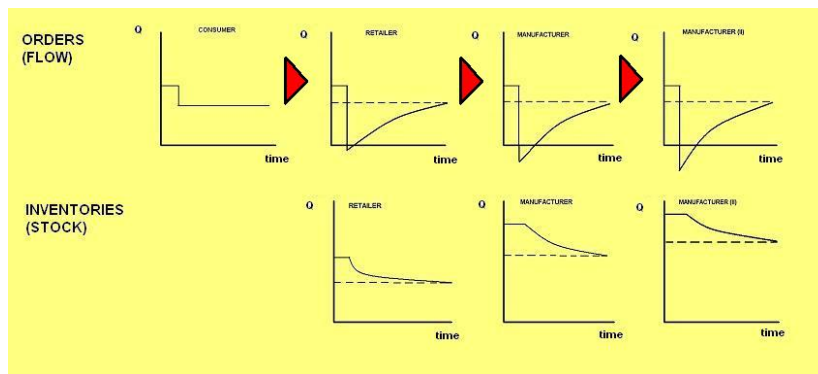 ORDERS
(FLOW)
Q
CONSUMER
time
Q
RETAILER
time
Q
MANUFACTURER
time
Q
MANUFACTURER (II)
time
INVENTORIES
(STOCK)
Q
RETAILER
time
Q
MANUFACTURER
time
Q
MANUFACTURER (II)
time